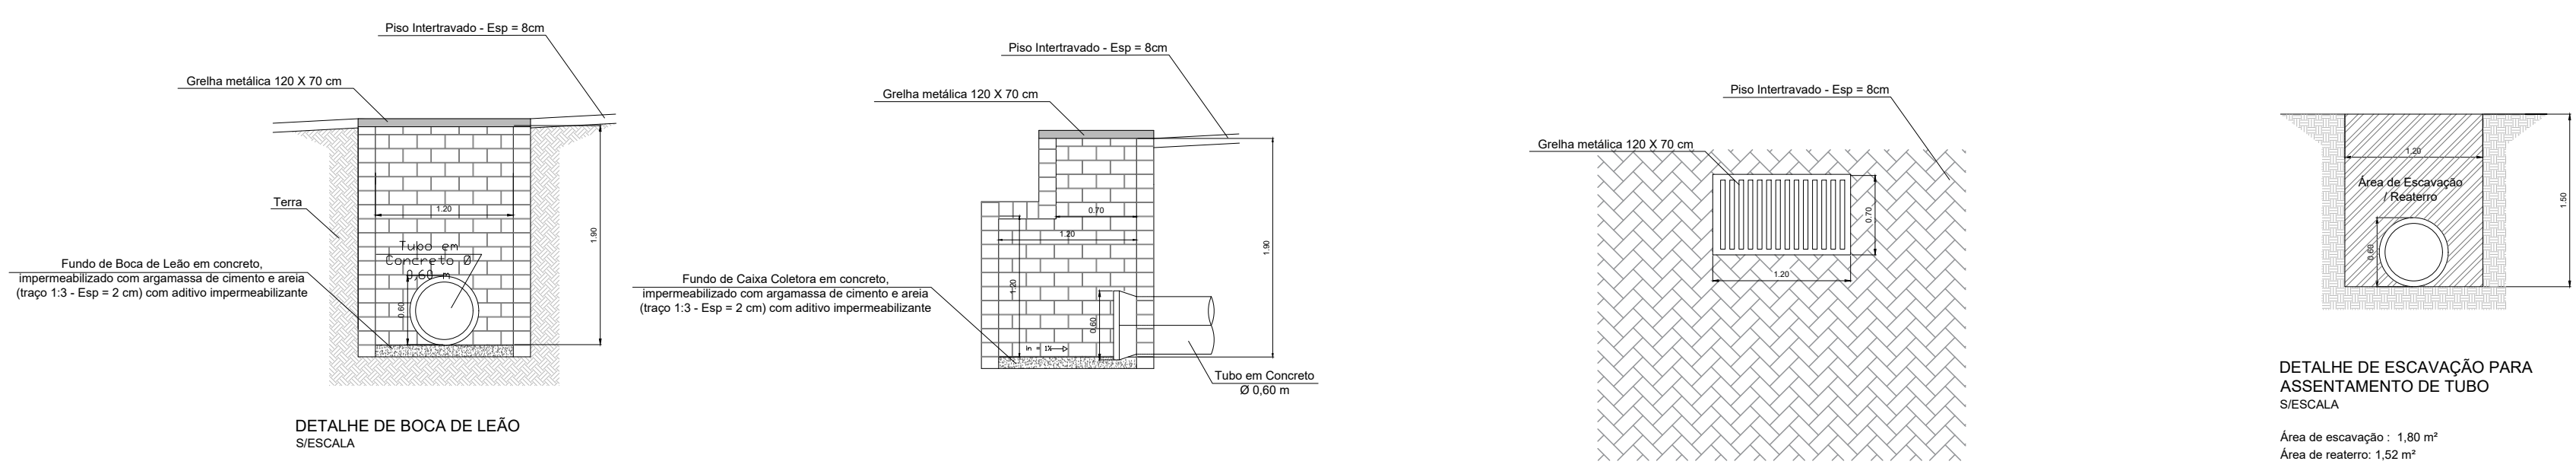 Piso Intertravado - Esp = 8cm
Grelha metálica 120 X 70 cm
Terra
1.20
1.90
Tubo em
Concreto Ø
0,60 m
0.60
Fundo de Boca de Leão em concreto,
impermeabilizado com argamassa de cimento e areia
(traço 1:3 - Esp = 2 cm) com aditivo impermeabilizante
DETALHE DE BOCA DE LEÃO
S/ESCALA
Piso Intertravado - Esp = 8cm
Grelha metálica 120 X 70 cm
0.70
1.20
1.90
1.20
0.60
in = 1%
Fundo de Caixa Coletora em concreto,
impermeabilizado com argamassa de cimento e areia
(traço 1:3 - Esp = 2 cm) com aditivo impermeabilizante
Tubo em Concreto
Ø 0,60 m
Piso Intertravado - Esp = 8cm
Grelha metálica 120 X 70 cm
0.70
1.20
1.20
Área de Escavação
/ Reaterro
1.50
0.60
DETALHE DE ESCAVAÇÃO PARA
ASSENTAMENTO DE TUBO
S/ESCALA
Área de escavação : 1,80 m²
Área de reaterro: 1,52 m²